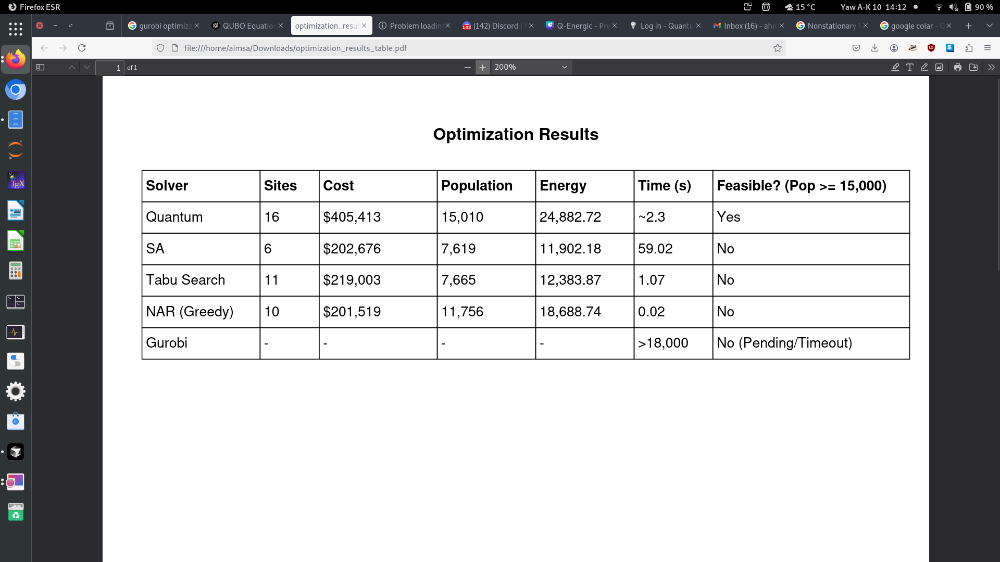 Firefox ESR
15 °C
Yaw A-K 10 14:12
90 %
gurobi optimiza
QUBO Equation
optimization_resul
Problem loading
(142) Discord |
Q-Energic - Pre
Log in - Quantu
Inbox (16) - ahm
Nonstationary
google colar - G
file:///home/aimsa/Downloads/optimization_results_table.pdf
1 of 1
200%
Optimization Results
Solver Sites Cost Population Energy Time (s) Feasible? (Pop >= 15,000)
Quantum 16 $405,413 15,010 24,882.72 ~2.3 Yes
SA 6 $202,676 7,619 11,902.18 59.02 No
Tabu Search 11 $219,003 7,665 12,383.87 1.07 No
NAR (Greedy) 10 $201,519 11,756 18,688.74 0.02 No
Gurobi - - - - >18,000 No (Pending/Timeout)